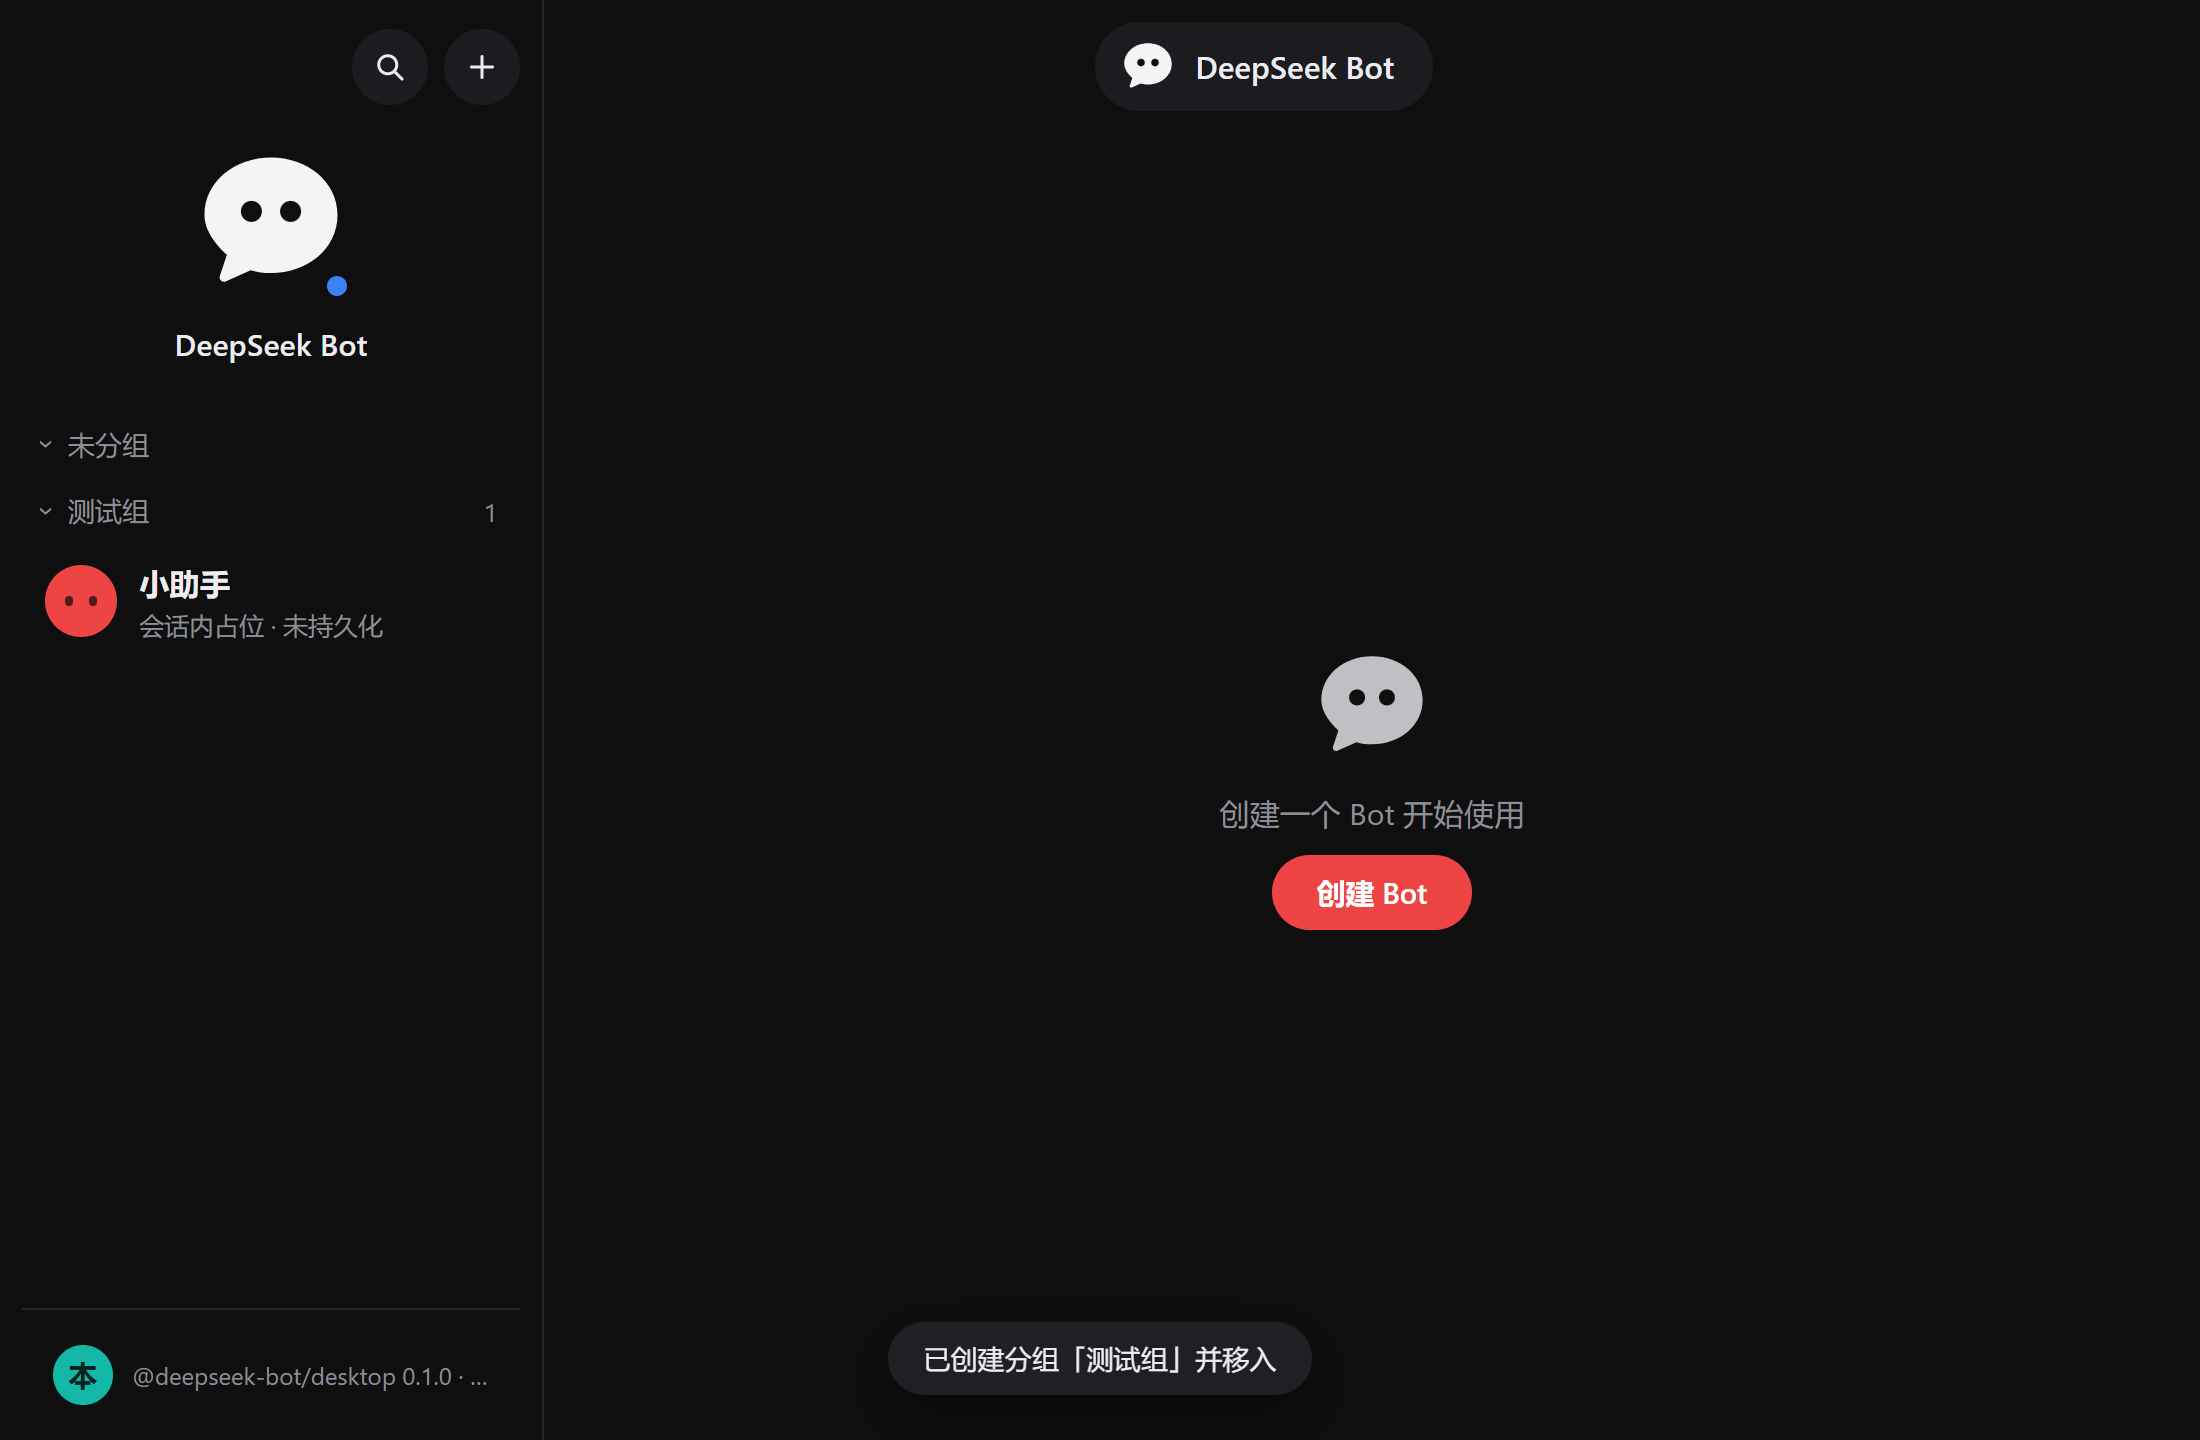 DeepSeek Bot
未分组
测试组
1
小助手
会话内占位 · 未持久化
本
@deepseek-bot/desktop 0.1.0 · ...
DeepSeek Bot
创建一个 Bot 开始使用
创建 Bot
已创建分组「测试组」并移入